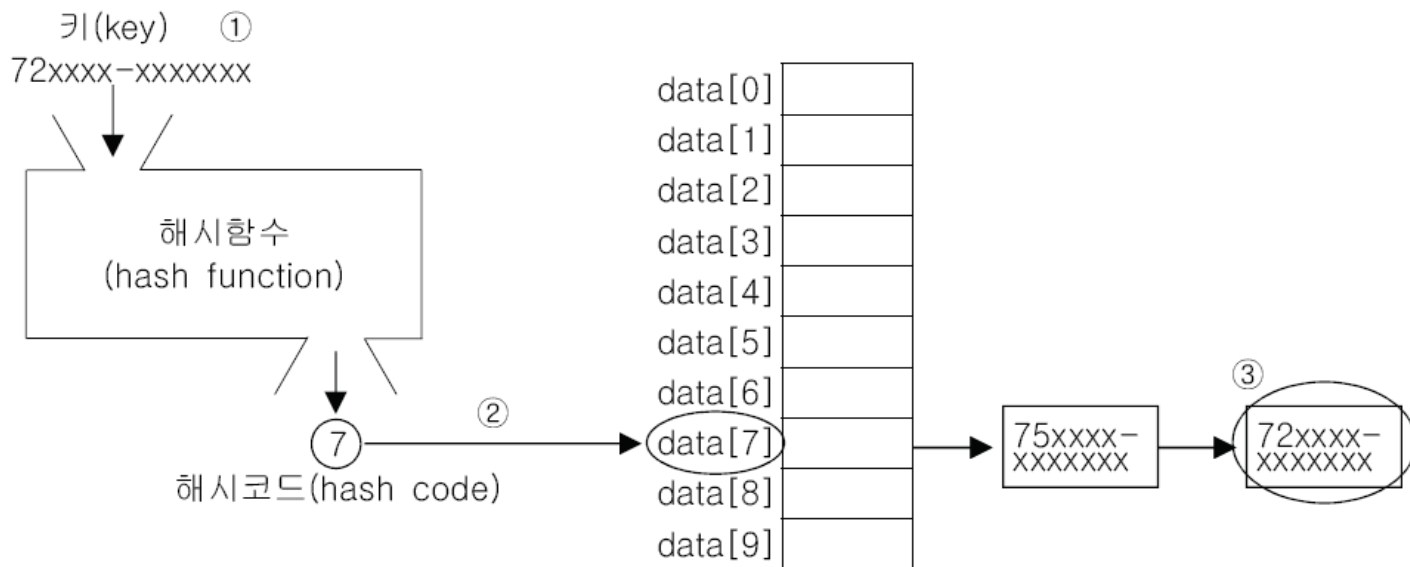 키(key) ①
72xxxx-xxxxxxx
해시함수
(hash function)
②
7
해시코드(hash code)
data[0]
data[1]
data[2]
data[3]
data[4]
data[5]
data[6]
data[7]
data[8]
data[9]
75xxxx-
xxxxxxx
③
72xxxx-
xxxxxxx